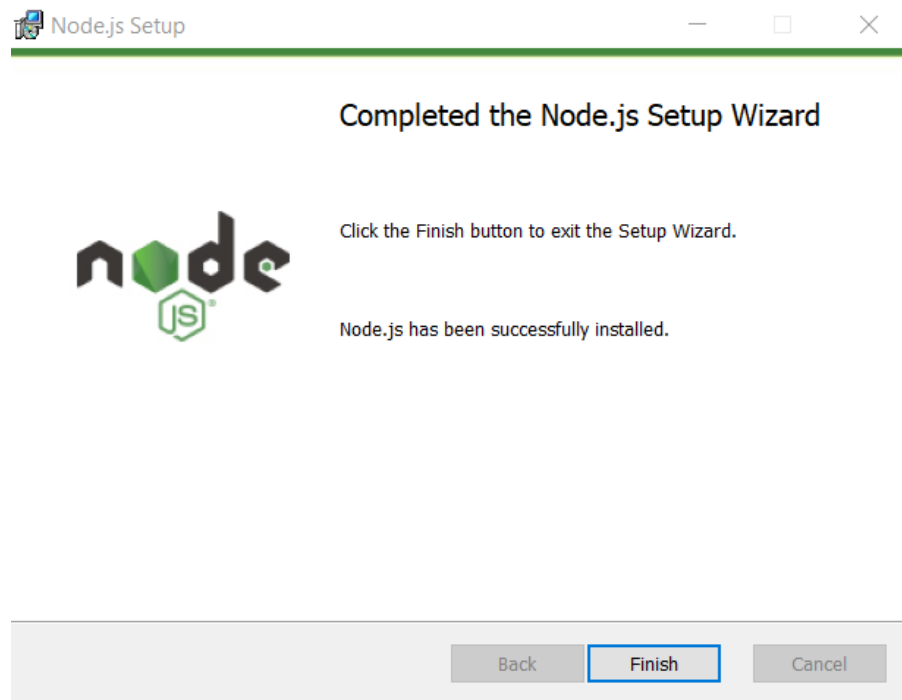 Node.js Setup
Completed the Node.js Setup Wizard
Click the Finish button to exit the Setup Wizard.
node
JS®
Node.js has been successfully installed.
Back Finish Cancel